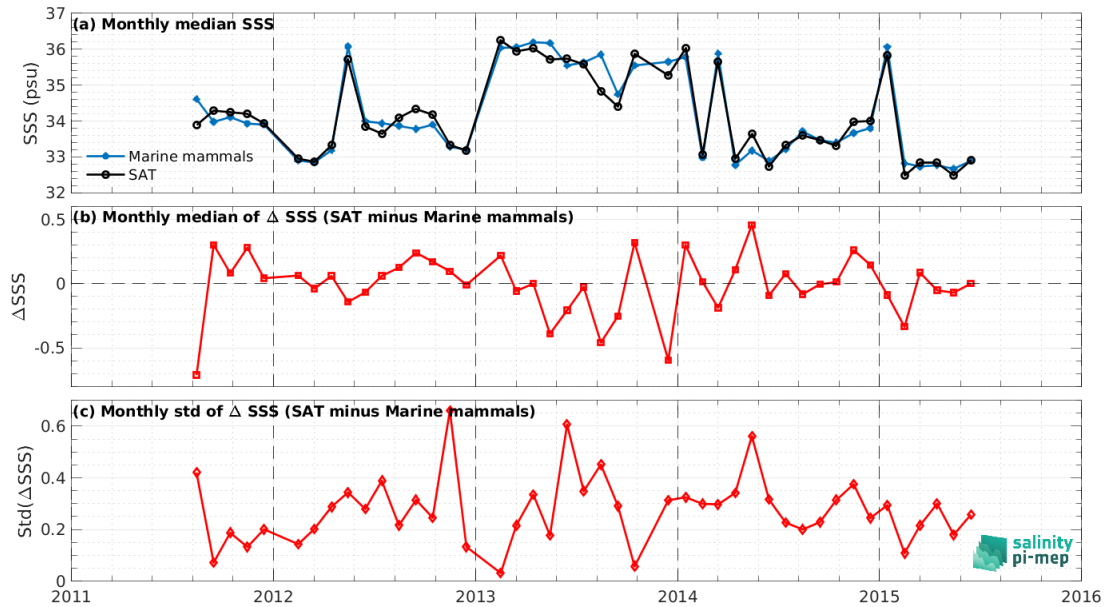 37
(a) Monthly median SSS
36
35
SSS (psu)
34
33
Marine mammals
SAT
32
0.5
(b) Monthly median of Δ SSS (SAT minus Marine mammals)
0
ΔSSS
-0.5
(c) Monthly std of Δ SSS (SAT minus Marine mammals)
0.6
0.4
Std(ΔSSS)
0.2
salinity
pi-mep
0
2011 2012 2013 2014 2015 2016